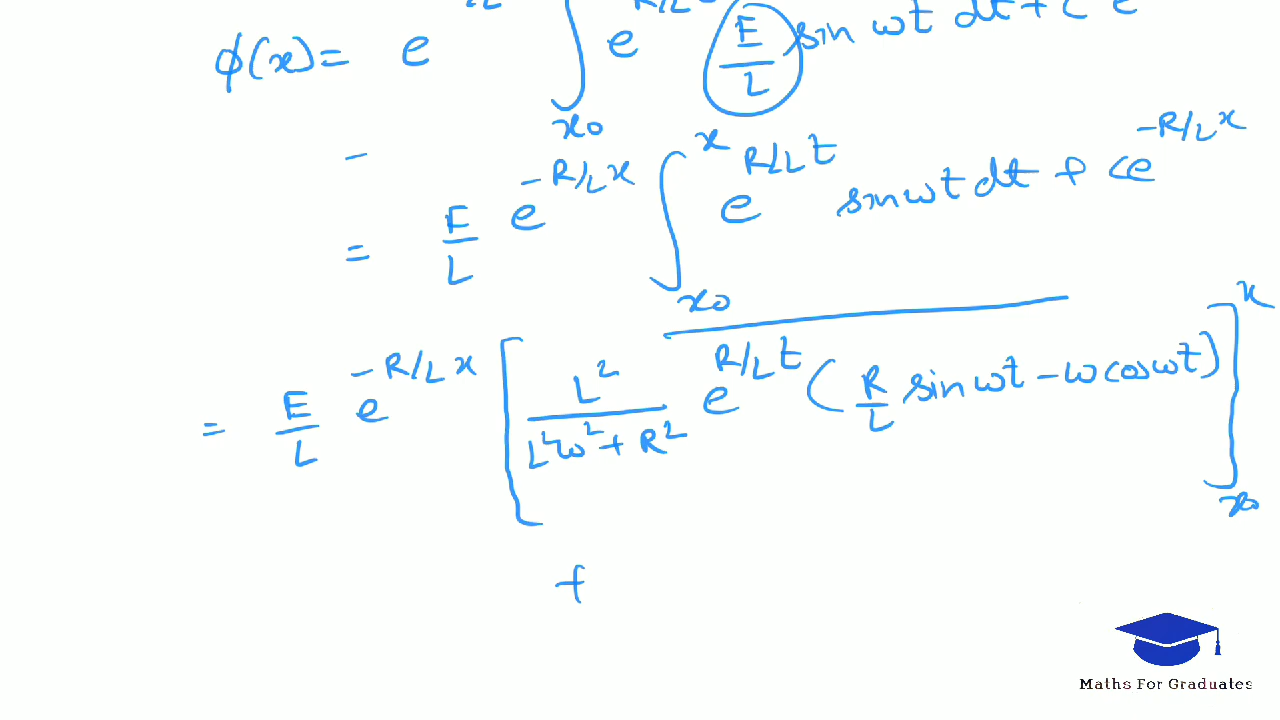 φ(x) = e ∫ e^{R/L} E/L sin ωt dt + c e
x0
= E/L e^{-R/L x} ∫_{x0}^{x} e^{R/L t} sin ωt dt + ce^{-R/L x}
= E/L e^{-R/L x} [ L²/(L²ω² + R²) e^{R/L t} ( R/L sin ωt - ω cos ωt ) ]_{x0}^{x}
+
Maths For Graduates